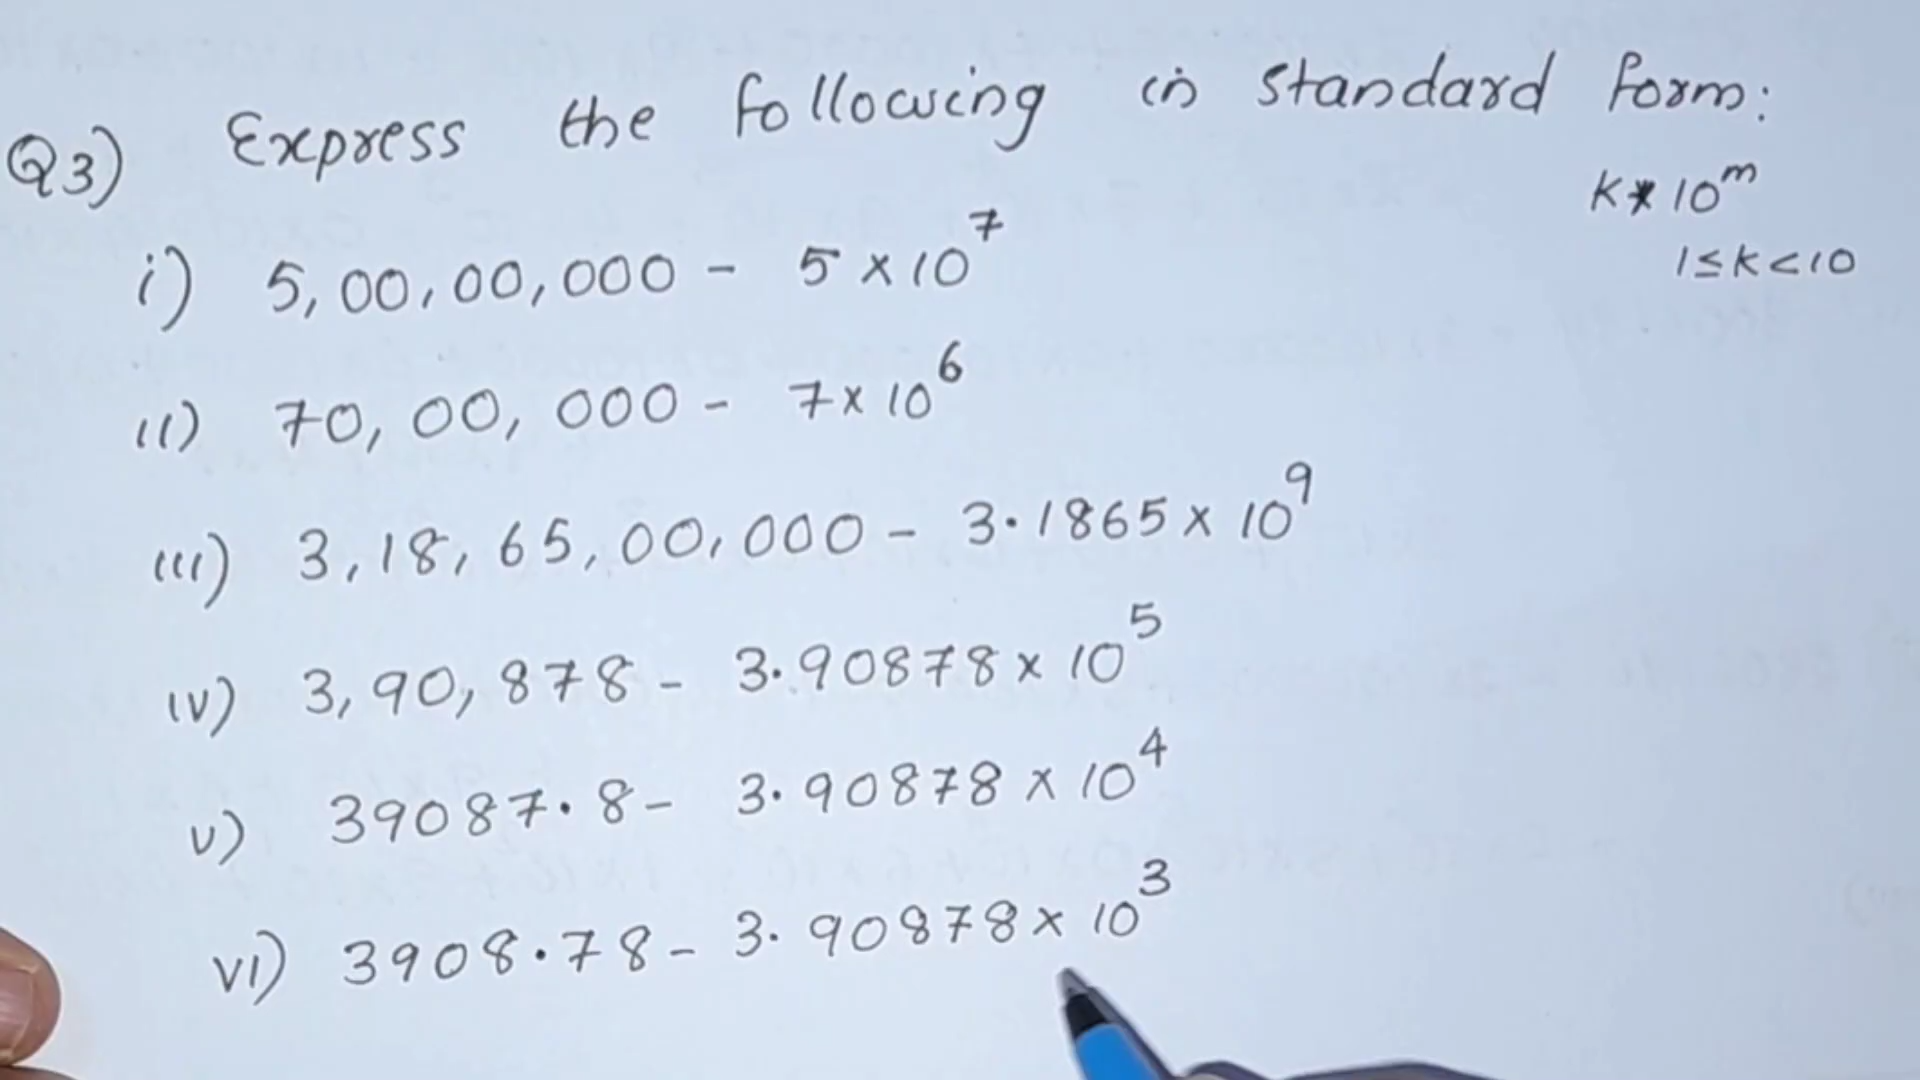 Q3) Express the following in standard form:
K × 10^m
1 ≤ K < 10
i) 5,00,00,000 - 5 × 10^7
ii) 70,00,000 - 7 × 10^6
iii) 3,18,65,00,000 - 3.1865 × 10^9
iv) 3,90,878 - 3.90878 × 10^5
v) 39087.8 - 3.90878 × 10^4
vi) 3908.78 - 3.90878 × 10^3